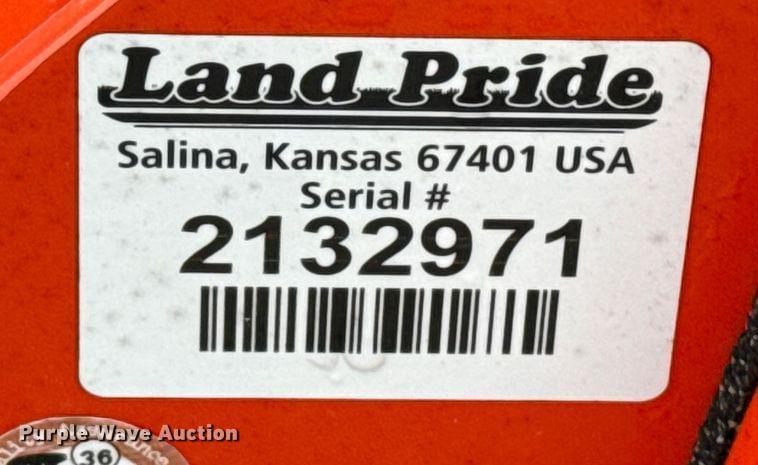 Land Pride
Salina, Kansas 67401 USA
Serial #
2132971
Purple Wave Auction
36